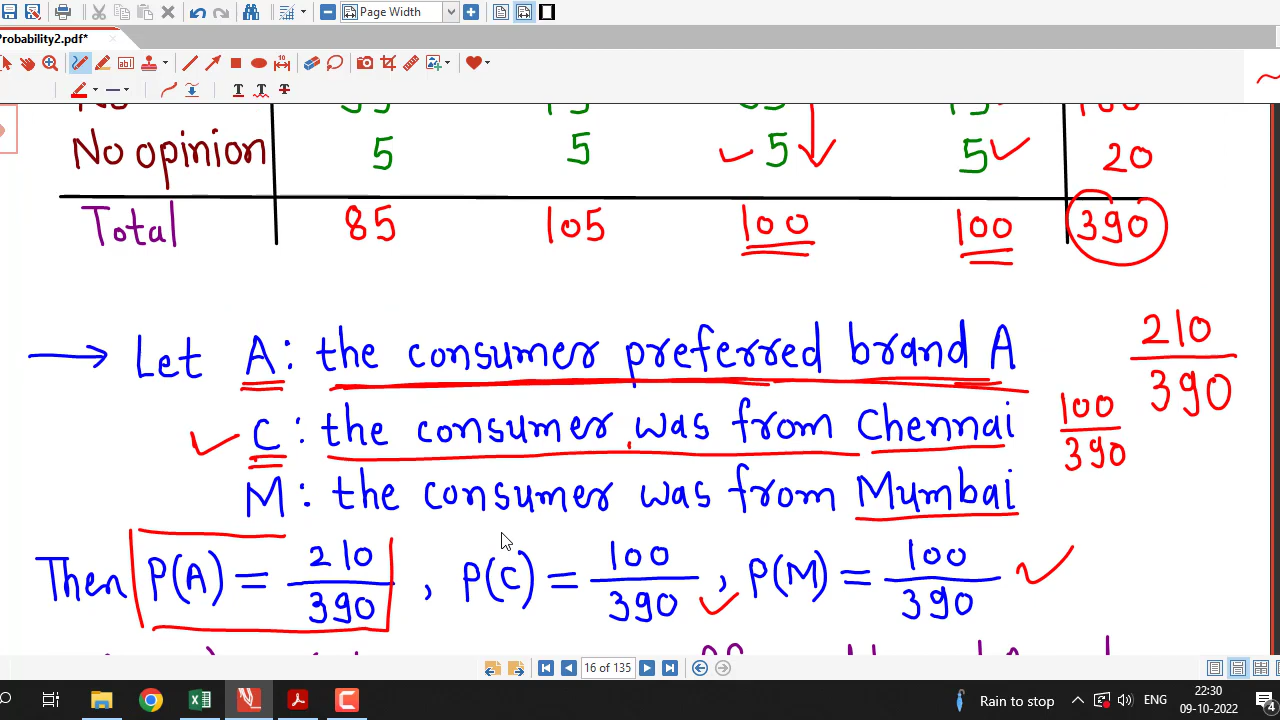 Page Width
Probability2.pdf*
No opinion 5 5 5 5 20
Total 85 105 100 100 390
Let A: the consumer preferred brand A 210/390
C: the consumer was from Chennai 100/390
M: the consumer was from Mumbai
Then P(A) = 210/390, P(C) = 100/390, P(M) = 100/390
16 of 135
Rain to stop ENG 22:30
09-10-2022 4